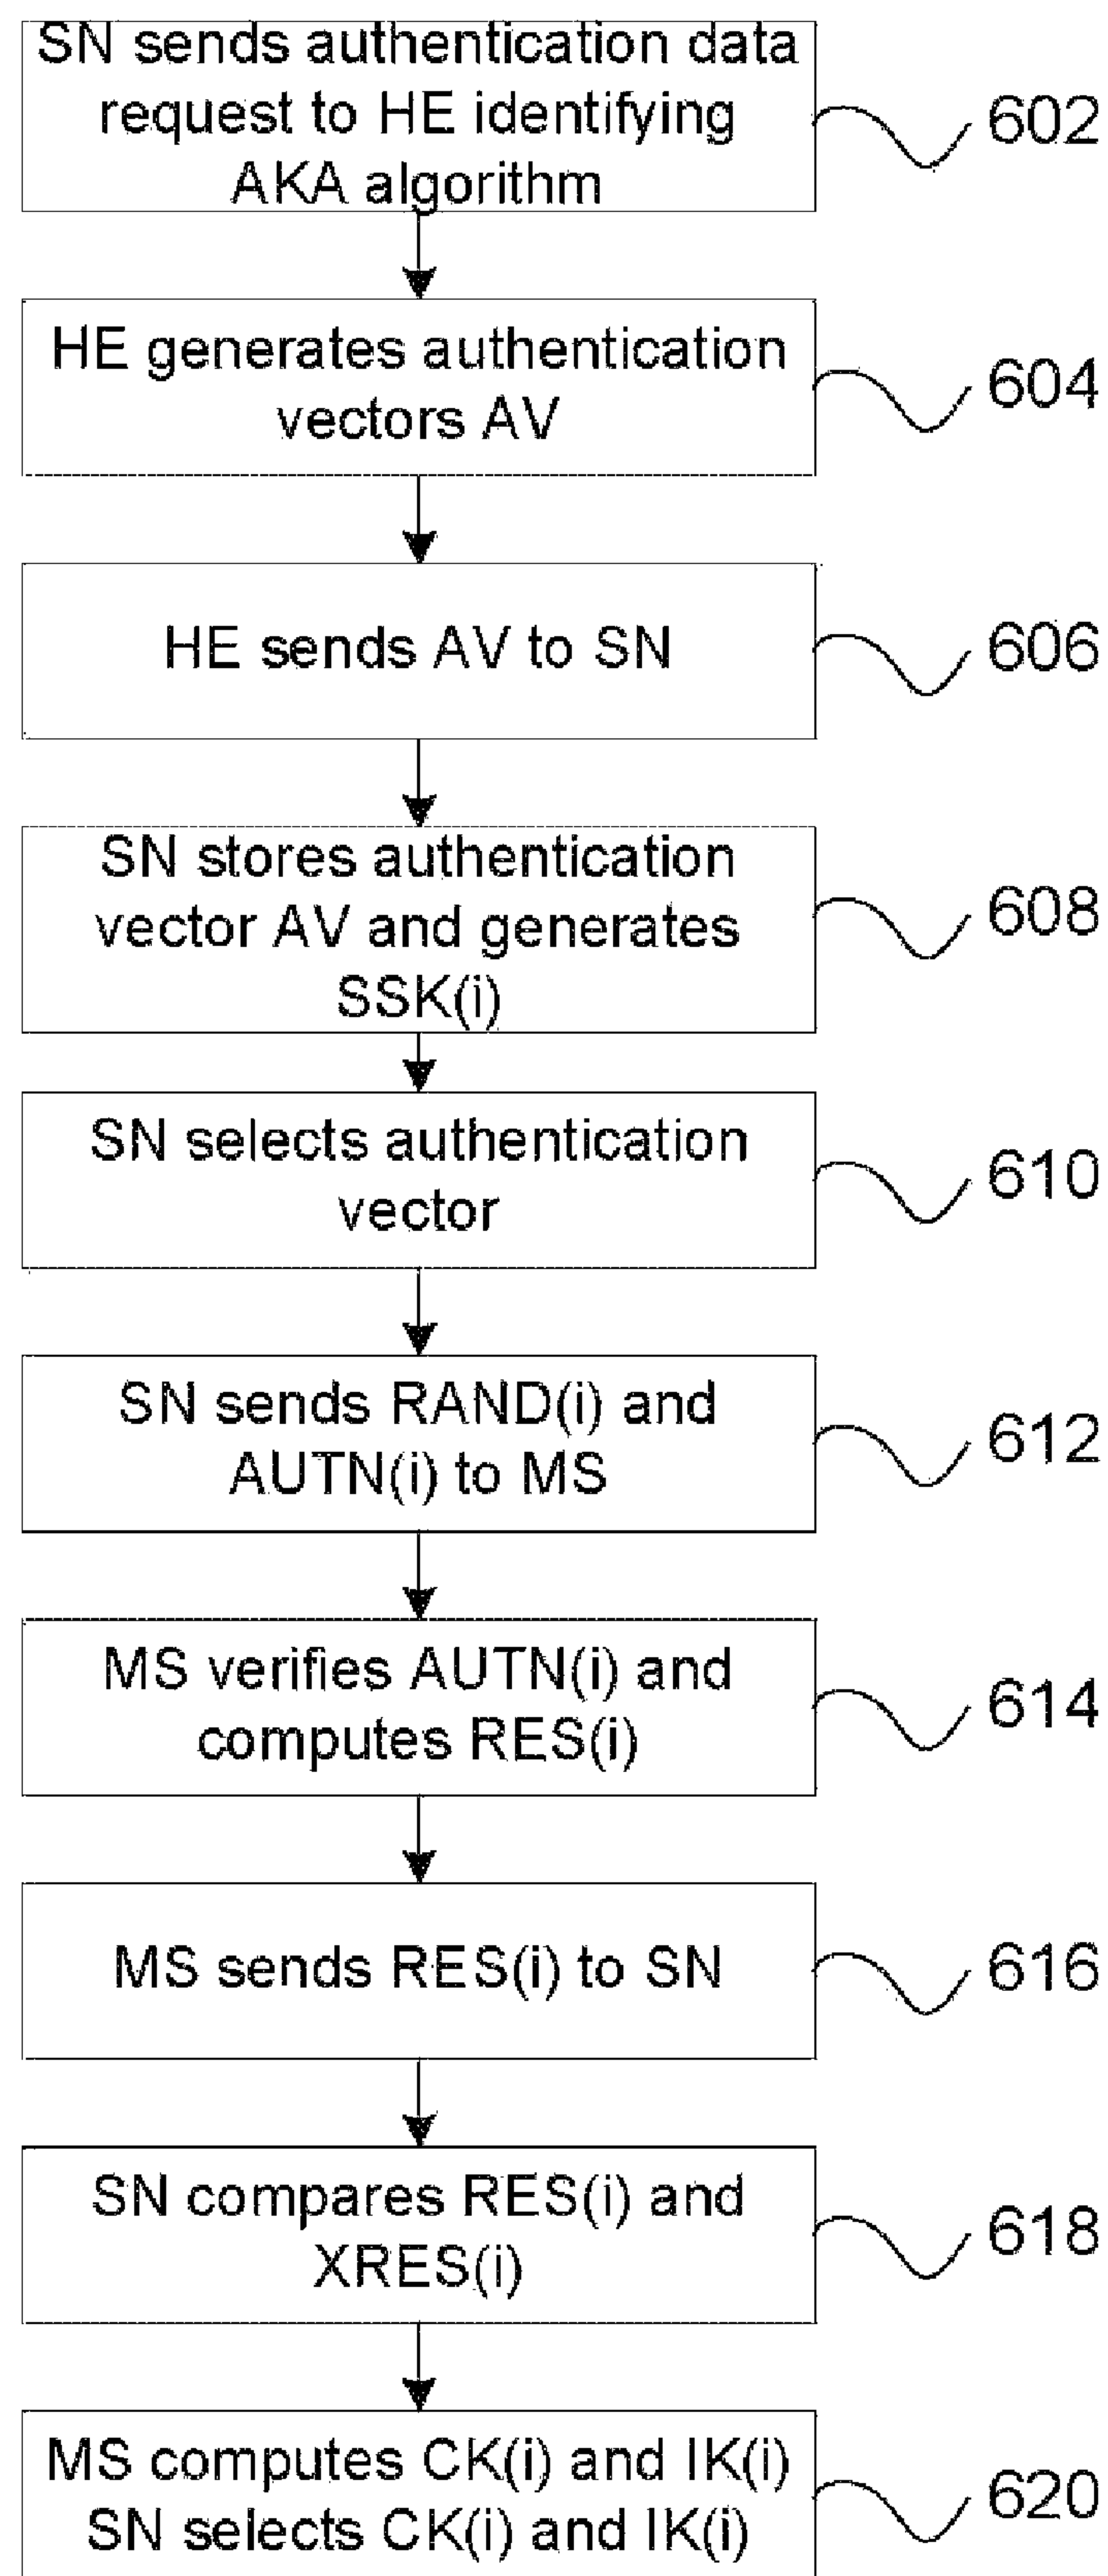 SN sends authentication data
request to HE identifying
AKA algorithm
602
HE generates authentication
vectors AV
604
HE sends AV to SN
606
SN stores authentication
vector AV and generates
SSK(i)
608
SN selects authentication
vector
610
SN sends RAND(i) and
AUTN(i) to MS
612
MS verifies AUTN(i) and
computes RES(i)
614
MS sends RES(i) to SN
616
SN compares RES(i) and
XRES(i)
618
MS computes CK(i) and IK(i)
SN selects CK(i) and IK(i)
620